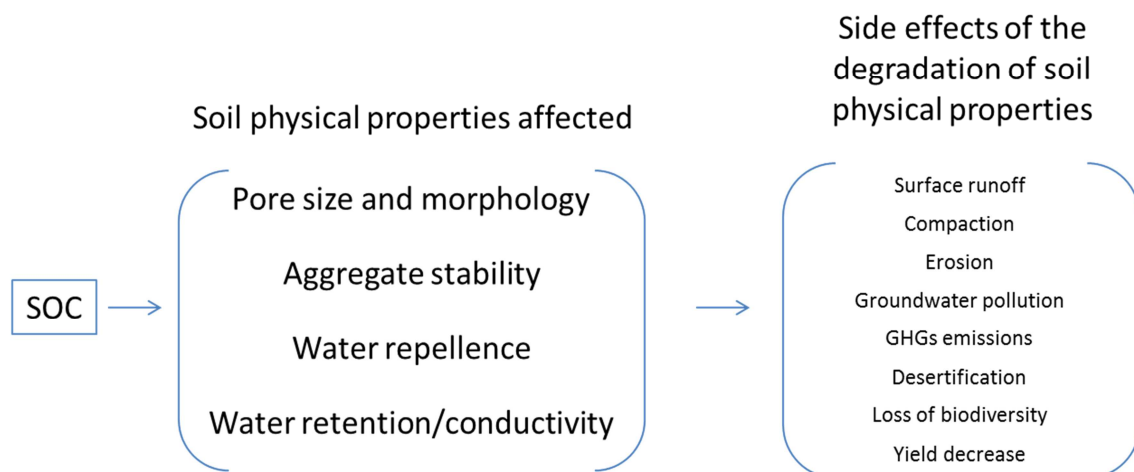 SOC
Soil physical properties affected
Pore size and morphology
Aggregate stability
Water repellence
Water retention/conductivity
Side effects of the
degradation of soil
physical properties
Surface runoff
Compaction
Erosion
Groundwater pollution
GHGs emissions
Desertification
Loss of biodiversity
Yield decrease